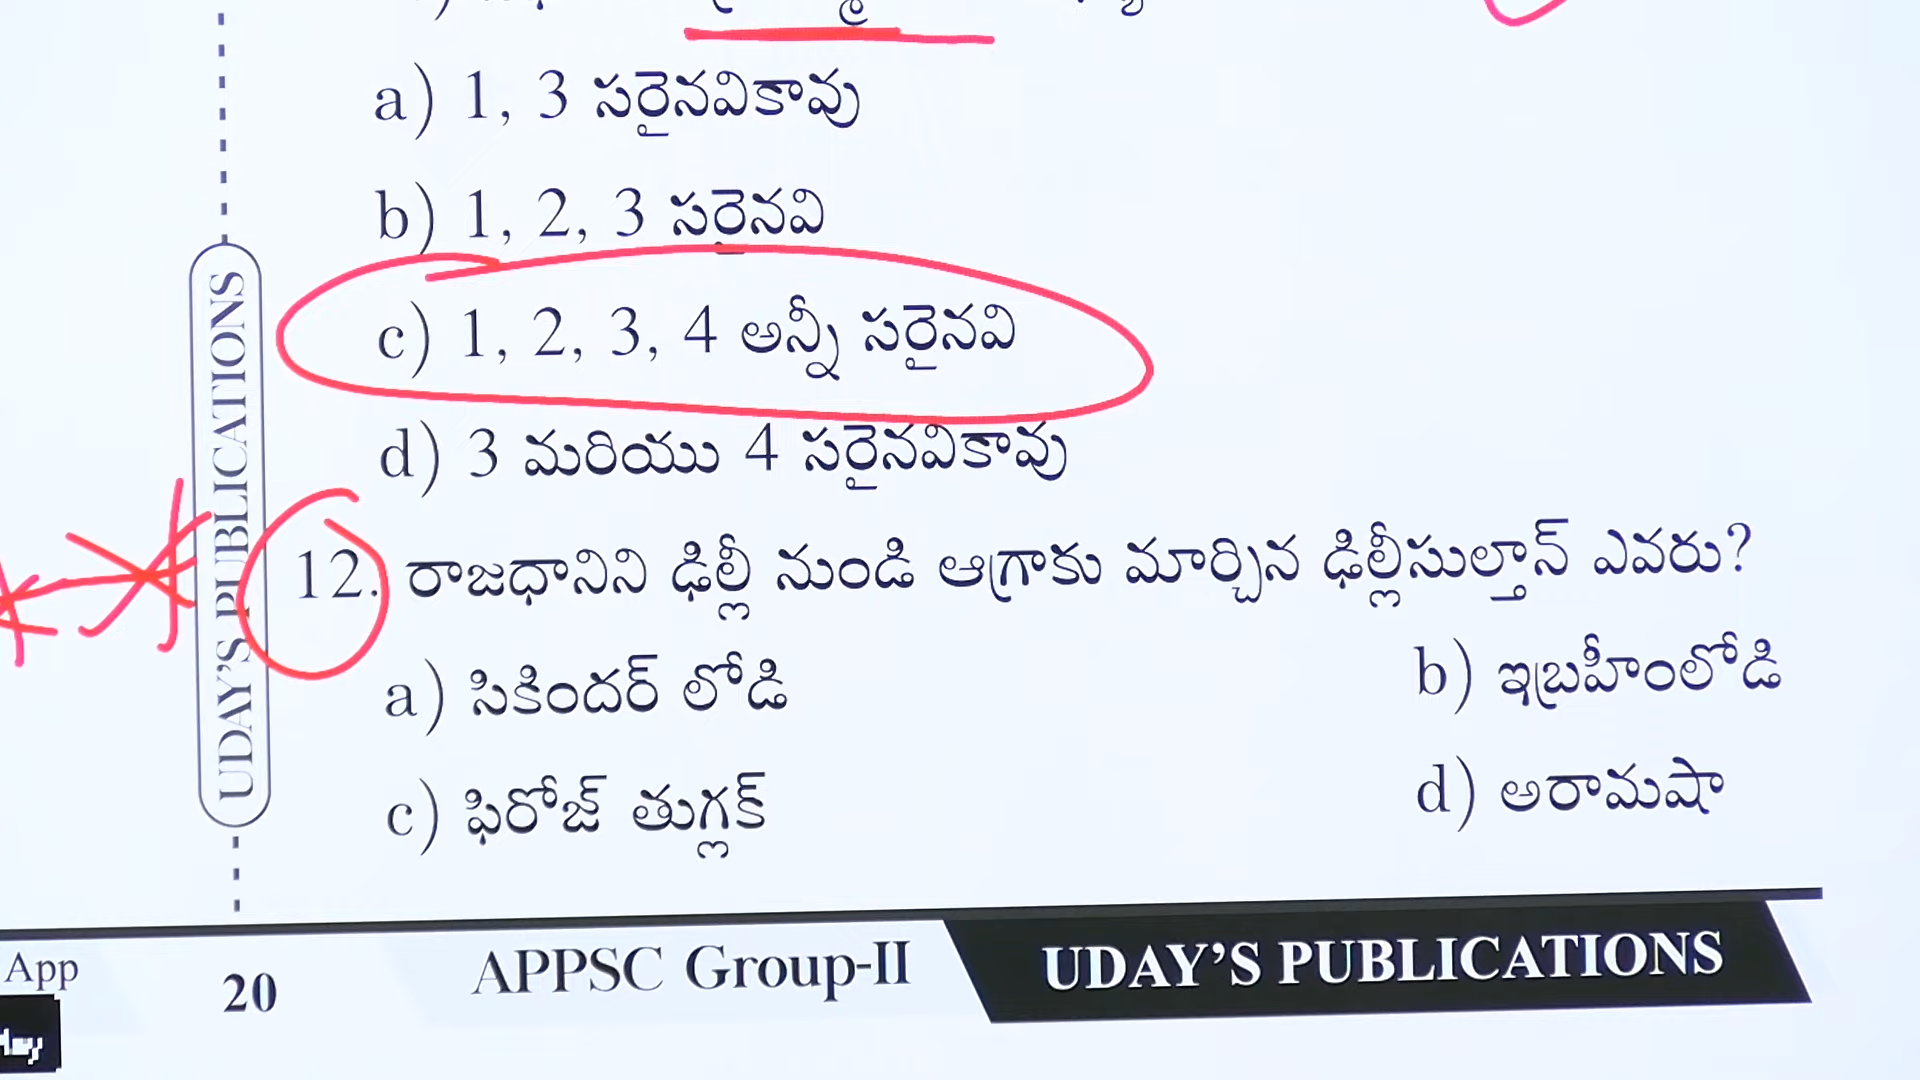 a) 1, 3 సరైనవికావు
b) 1, 2, 3 సరైనవి
c) 1, 2, 3, 4 అన్నీ సరైనవి
d) 3 మరియు 4 సరైనవికావు
12. రాజధానిని ఢిల్లీ నుండి ఆగ్రాకు మార్చిన ఢిల్లీసుల్తాన్ ఎవరు?
a) సికిందర్ లోడి b) ఇబ్రహీంలోడి
c) ఫిరోజ్ తుగ్లక్ d) అరామషా
UDAY'S PUBLICATIONS
App 20 APPSC Group-II UDAY'S PUBLICATIONS